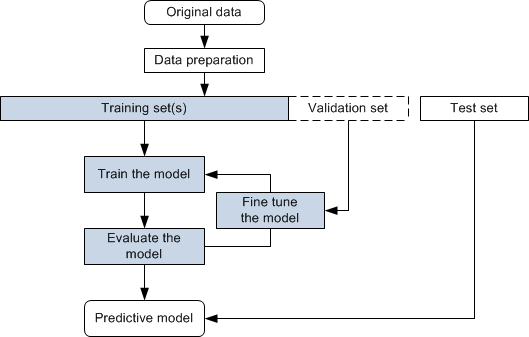 Original data
Data preparation
Training set(s)
Validation set
Test set
Train the model
Fine tune
the model
Evaluate the
model
Predictive model